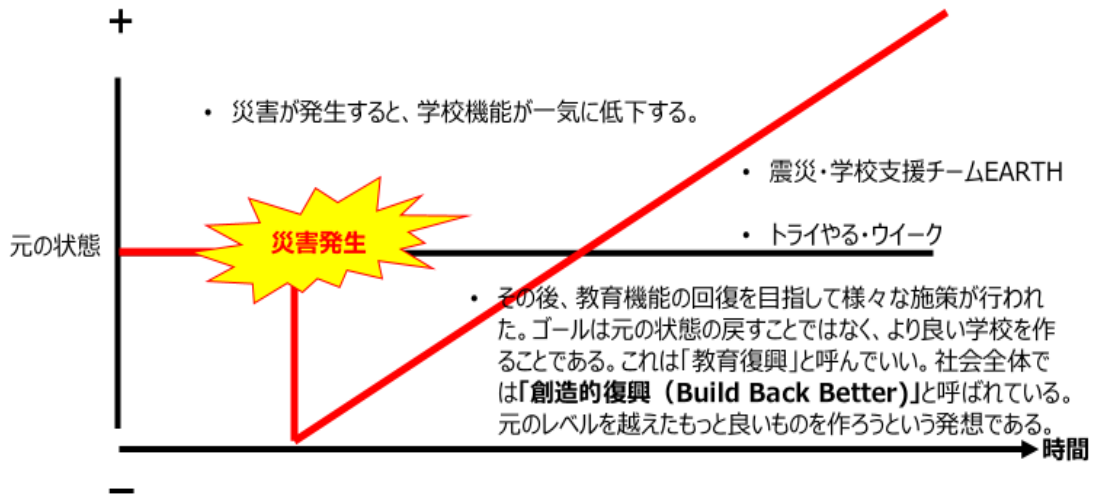 +
• 災害が発生すると、学校機能が一気に低下する。
• 震災・学校支援チームEARTH
元の状態
災害発生
• トライやる・ウイーク
• その後、教育機能の回復を目指して様々な施策が行われ
た。ゴールは元の状態の戻すことではなく、より良い学校を作
ることである。これは「教育復興」と呼んでいい。社会全体で
は「創造的復興（Build Back Better)」と呼ばれている。
元のレベルを越えたもっと良いものを作ろうという発想である。
時間
−